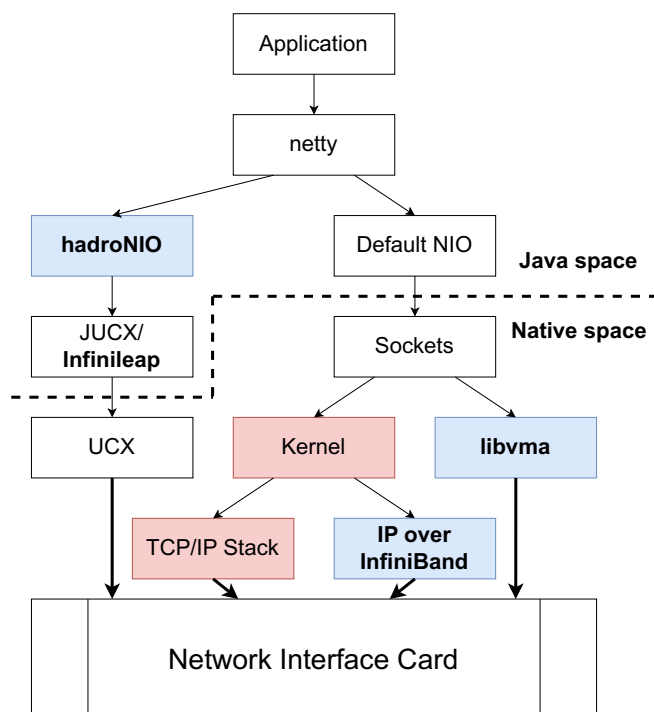 Application
netty
hadroNIO
Default NIO
Java space
JUCX/
Infinileap
Sockets
Native space
UCX
Kernel
libvma
TCP/IP Stack
IP over
InfiniBand
Network Interface Card